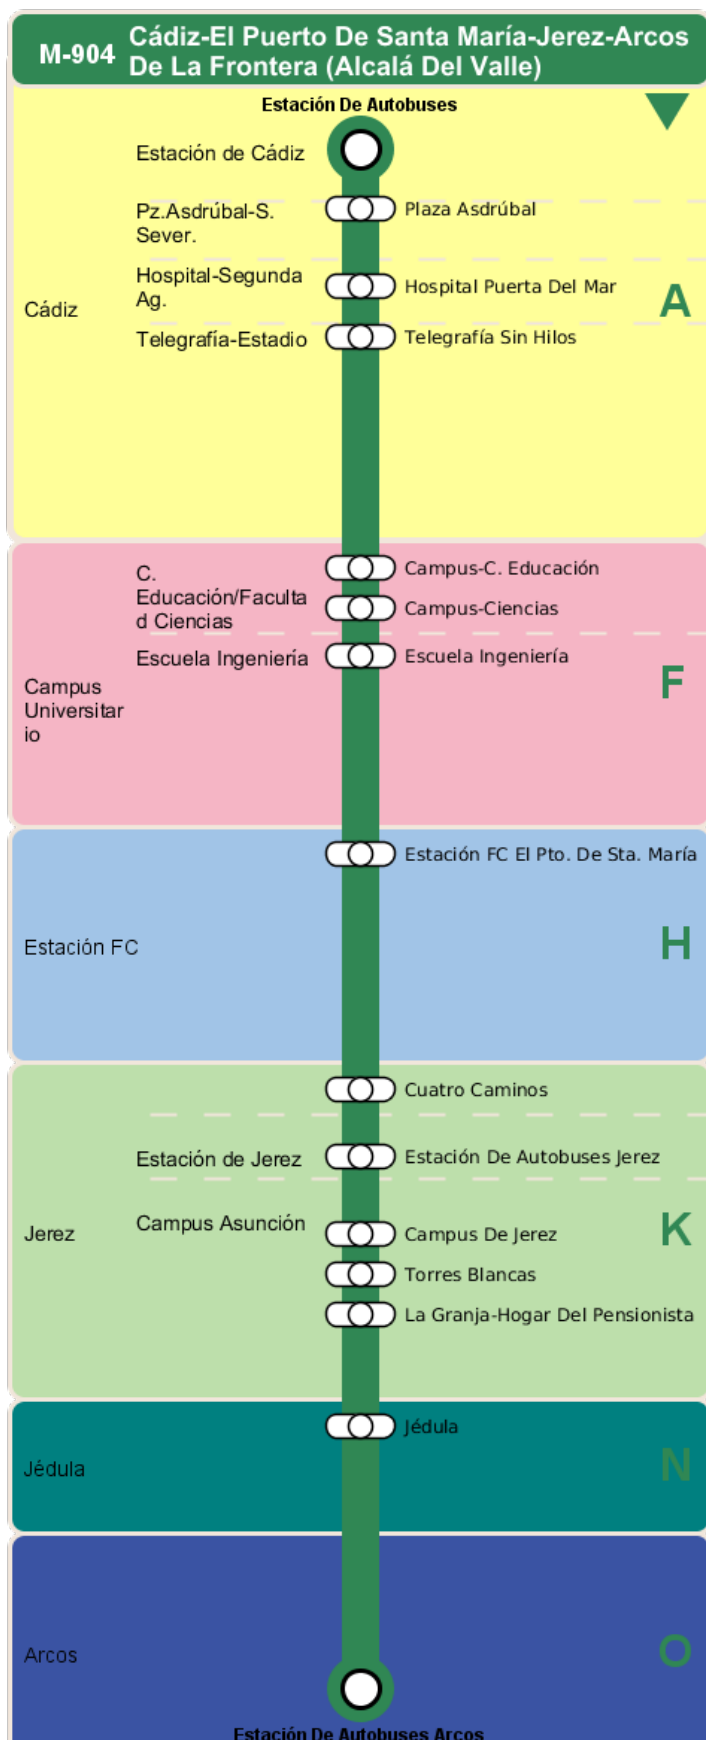 M-904
Cádiz-El Puerto De Santa María-Jerez-Arcos
De La Frontera (Alcalá Del Valle)
Estación De Autobuses
Estación de Cádiz
Pz.Asdrúbal-S.
Sever.
Plaza Asdrúbal
Hospital-Segunda
Ag.
Hospital Puerta Del Mar
A
Cádiz
Telegrafía-Estadio
Telegrafía Sin Hilos
C.
Educación/Faculta
d Ciencias
Campus-C. Educación
Campus-Ciencias
Escuela Ingeniería
Escuela Ingeniería
F
Campus
Universitar
io
Estación FC El Pto. De Sta. María
Estación FC
H
Cuatro Caminos
Estación de Jerez
Estación De Autobuses Jerez
Campus Asunción
Campus De Jerez
Jerez
K
Torres Blancas
La Granja-Hogar Del Pensionista
Jédula
Jédula
N
Arcos
O
Estación De Autobuses Arcos